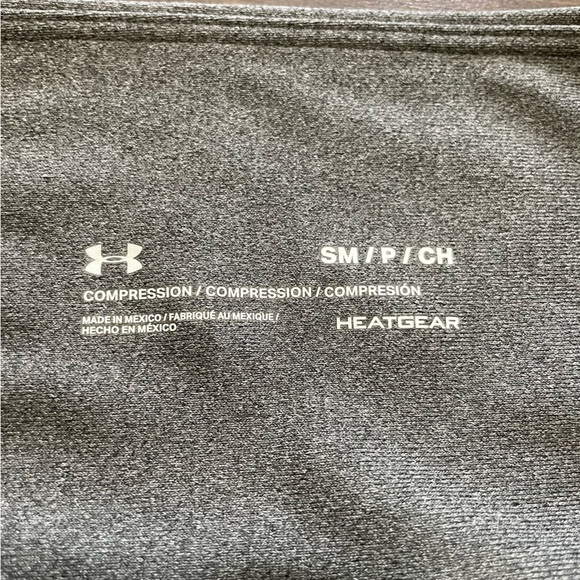 SM / P / CH
COMPRESSION / COMPRESSION / COMPRESIÓN
MADE IN MEXICO / FABRIQUÉ AU MEXIQUE /
HECHO EN MÉXICO
HEATGEAR